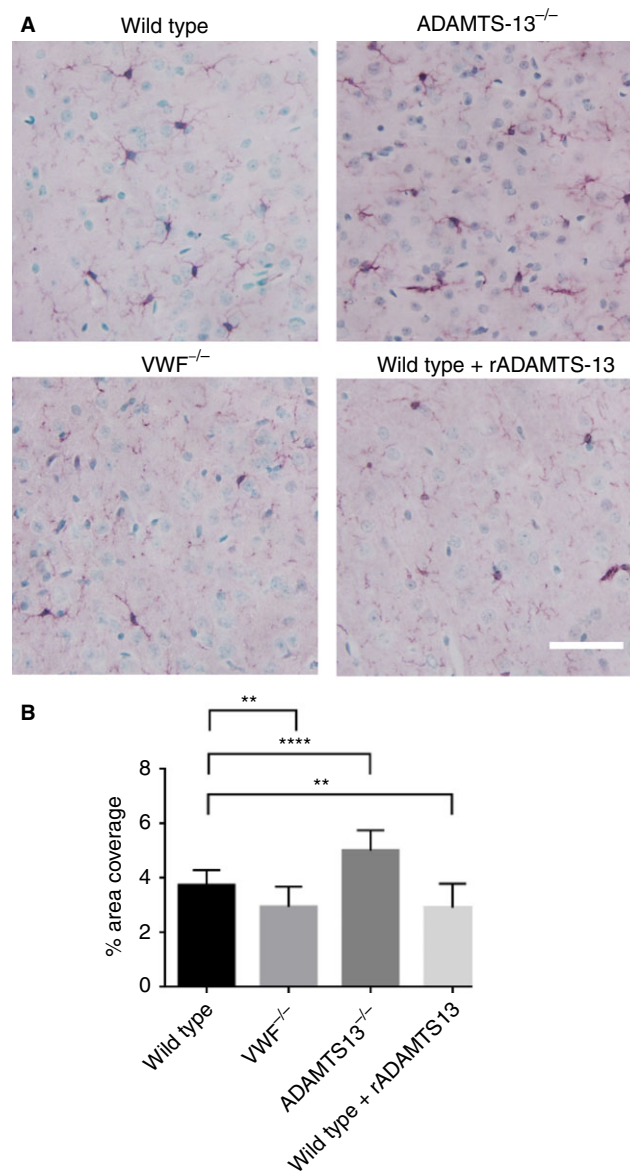 A
Wild type
ADAMTS-13⁻/⁻
VWF⁻/⁻
Wild type + rADAMTS-13
B
**
****
**
8
6
4
2
0
% area coverage
Wild type
VWF⁻/⁻
ADAMTS13⁻/⁻
Wild type + rADAMTS13